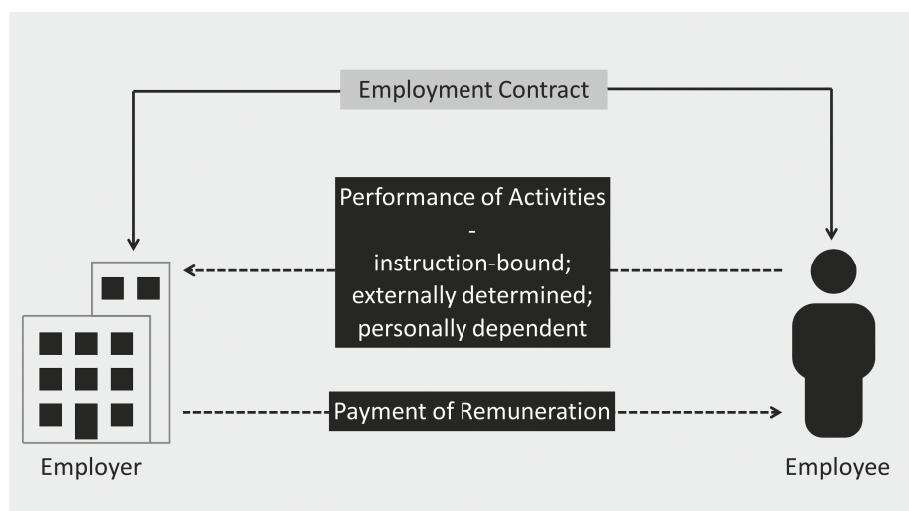 Employment Contract
Performance of Activities
-
instruction-bound;
externally determined;
personally dependent
Payment of Remuneration
Employer
Employee